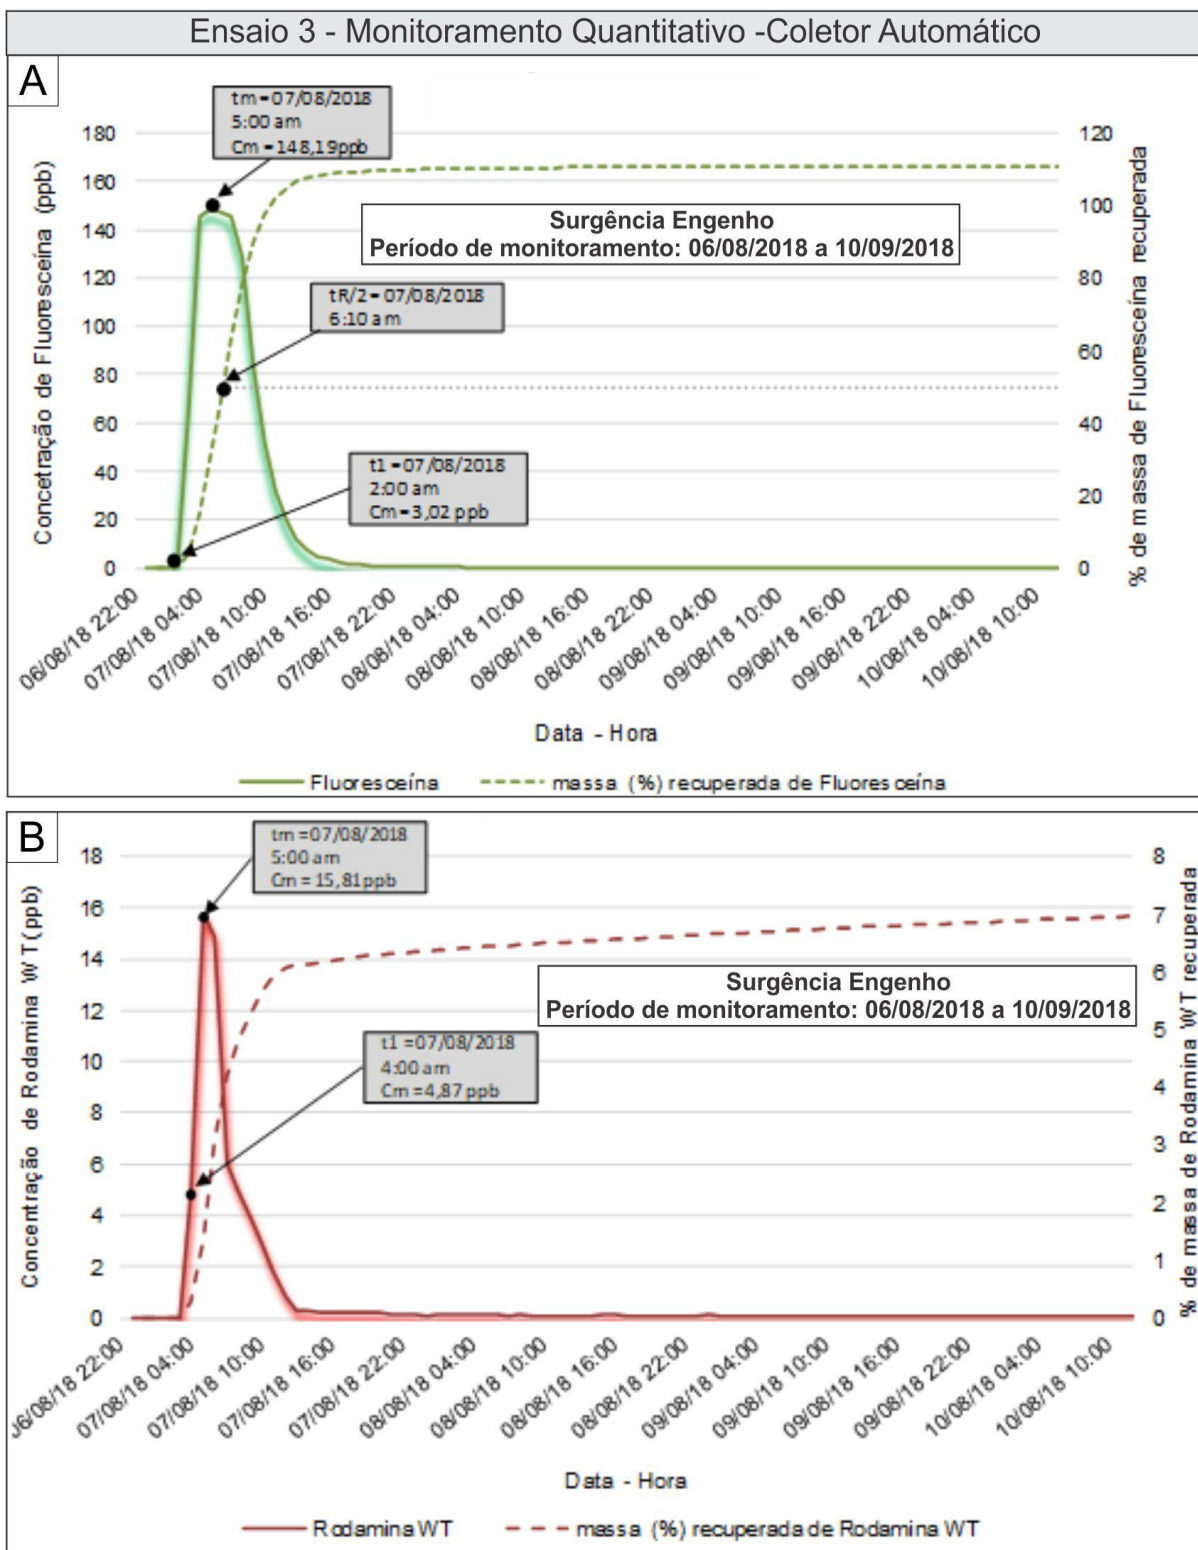 Ensaio 3 - Monitoramento Quantitativo -Coletor Automático
A
tm = 07/08/2018
5:00 am
Cm = 148,19ppb
180
160
140
120
100
80
60
40
20
0
Concetração de Fluoresceína (ppb)
120
100
80
60
40
20
0
% de massa de Fluoresceína recuperada
Surgência Engenho
Período de monitoramento: 06/08/2018 a 10/09/2018
tR/2 = 07/08/2018
6:10 am
t1 = 07/08/2018
2:00 am
Cm = 3,02 ppb
06/08/18 22:00
07/08/18 04:00
07/08/18 10:00
07/08/18 16:00
07/08/18 22:00
08/08/18 04:00
08/08/18 10:00
08/08/18 16:00
08/08/18 22:00
09/08/18 04:00
09/08/18 10:00
09/08/18 16:00
09/08/18 22:00
10/08/18 04:00
10/08/18 10:00
Data - Hora
Fluoresceína
massa (%) recuperada de Fluoresceína
B
tm =07/08/2018
5:00 am
Cm = 15,81ppb
18
16
14
12
10
8
6
4
2
0
Concentração de Rodamina WT(ppb)
8
7
6
5
4
3
2
1
0
% de massa de Rodamina WT recuperada
Surgência Engenho
Período de monitoramento: 06/08/2018 a 10/09/2018
t1 =07/08/2018
4:00 am
Cm =4,87 ppb
06/08/18 22:00
07/08/18 04:00
07/08/18 10:00
07/08/18 16:00
07/08/18 22:00
08/08/18 04:00
08/08/18 10:00
08/08/18 16:00
08/08/18 22:00
09/08/18 04:00
09/08/18 10:00
09/08/18 16:00
09/08/18 22:00
10/08/18 04:00
10/08/18 10:00
Data - Hora
Rodamina WT
massa (%) recuperada de Rodamina WT